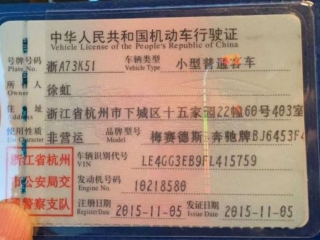 中华人民共和国机动车行驶证
Vehicle License of the People's Republic of China
号牌号码 浙A73K51 车辆类型 小型普通客车
Plate No. Vehicle Type
所有人 徐虹
Owner
住址 浙江省杭州市下城区十五家园22幢60号403室
使用性质 非营运 品牌型号 梅赛德斯-奔驰牌BJ6453F
浙江省杭州 车辆识别代号 LE4GG3EB9FL415759
VIN
市公安局交 发动机号码 10218580
Engine No.
警察支队 注册日期 2015-11-05 发证日期 2015-11-05
Register Date Issue Date